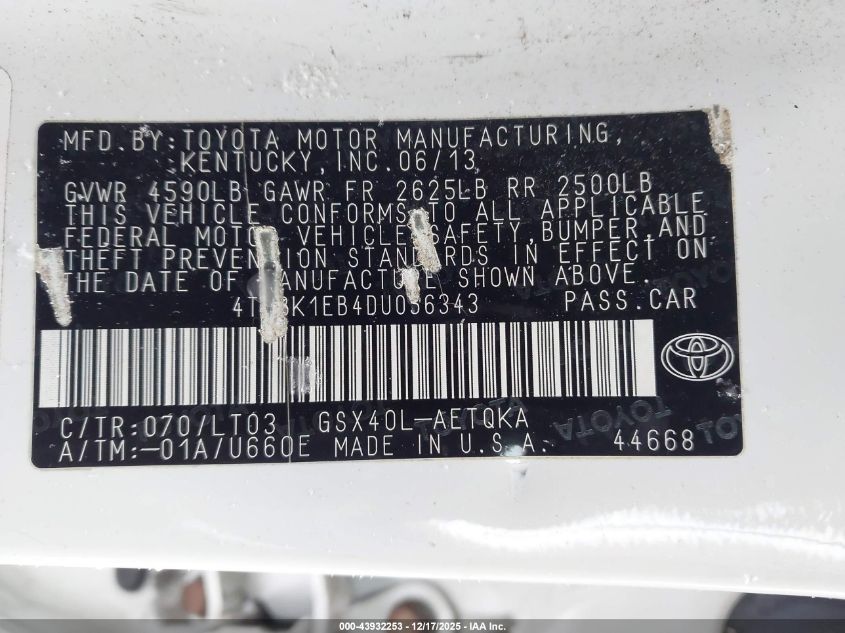 MFD. BY: TOYOTA MOTOR MANUFACTURING,
KENTUCKY, INC. 06/13
GVWR 4590LB GAWR FR 2625LB RR 2500LB
THIS VEHICLE CONFORMS TO ALL APPLICABLE
FEDERAL MOTOR VEHICLE SAFETY, BUMPER, AND
THEFT PREVENTION STANDARDS IN EFFECT ON
THE DATE OF MANUFACTURE SHOWN ABOVE.
PASS. CAR
C/TR: 070/LT03 GSX40L-AETQKA
A/TM: -01A/U660E MADE IN U.S.A. 44668
000-43932253 - 12/17/2025 - IAA Inc.